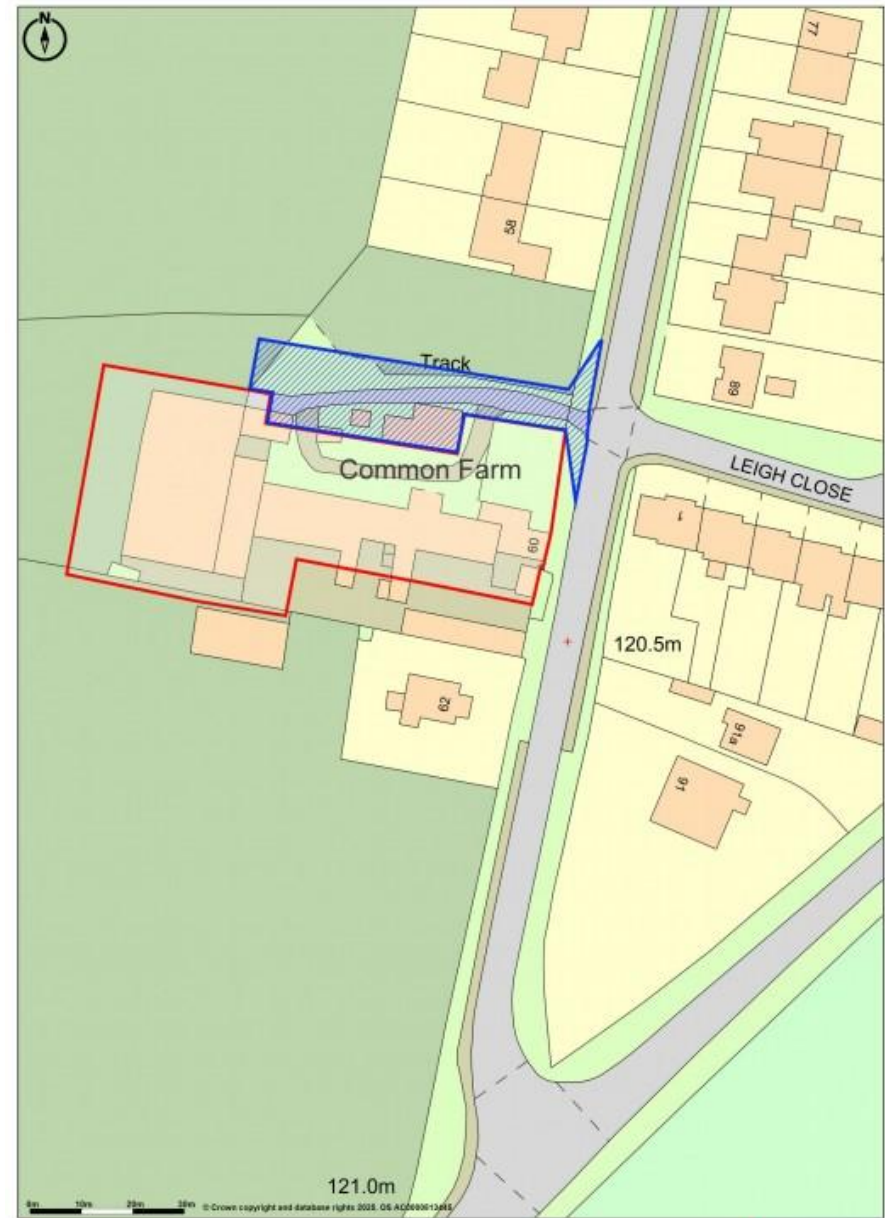 N
77
58
Track
68
LEIGH CLOSE
Common Farm
1
60
120.5m
62
91a
91
121.0m
0m 10m 20m 30m
© Crown copyright and database rights 2025. OS